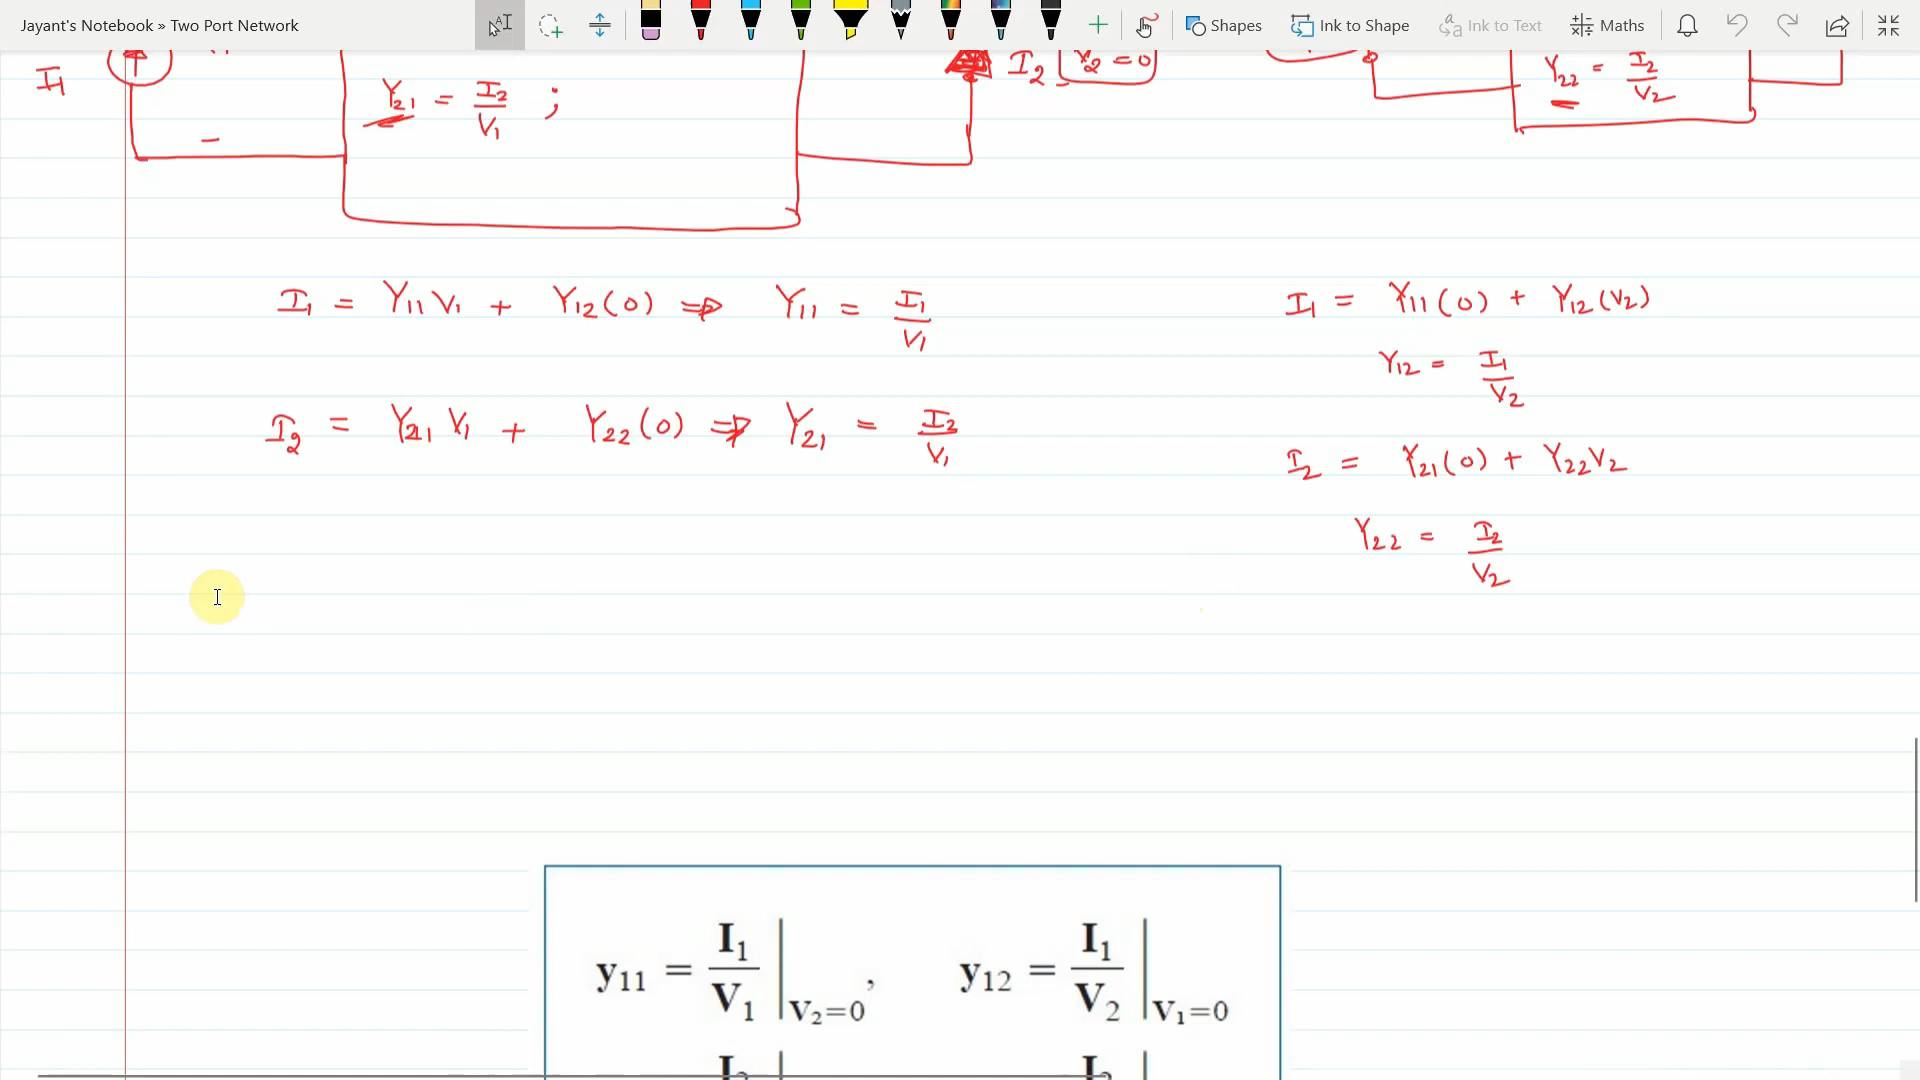 Jayant's Notebook » Two Port Network
Shapes Ink to Shape Ink to Text Maths
I1
I2 V2 = 0
Y21 = I2/V1 ;
−
Y22 = I2/V2
I1 = Y11 V1 + Y12(0) ⇒ Y11 = I1/V1
I2 = Y21 V1 + Y22(0) ⇒ Y21 = I2/V1
I1 = Y11(0) + Y12(V2)
Y12 = I1/V2
I2 = Y21(0) + Y22V2
Y22 = I2/V2
y11 = I1/V1 |V2=0, y12 = I1/V2 |V1=0